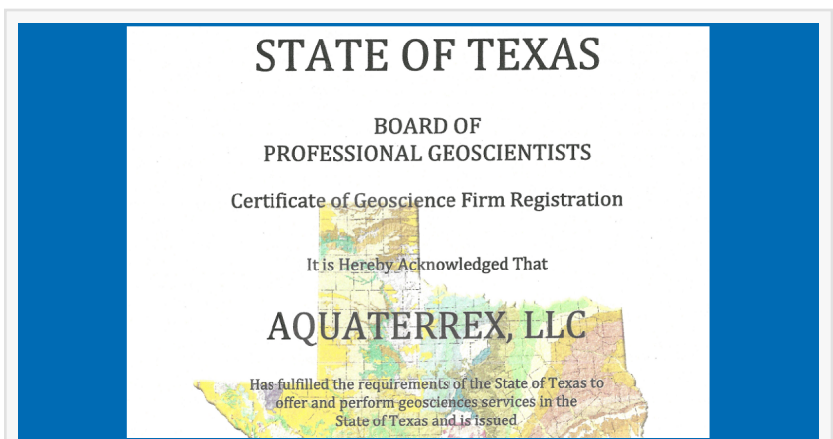 STATE OF TEXAS
BOARD OF
PROFESSIONAL GEOSCIENTISTS
Certificate of Geoscience Firm Registration
It is Hereby Acknowledged That
AQUATERREX, LLC
Has fulfilled the requirements of the State of Texas to
offer and perform geosciences services in the
State of Texas and is issued